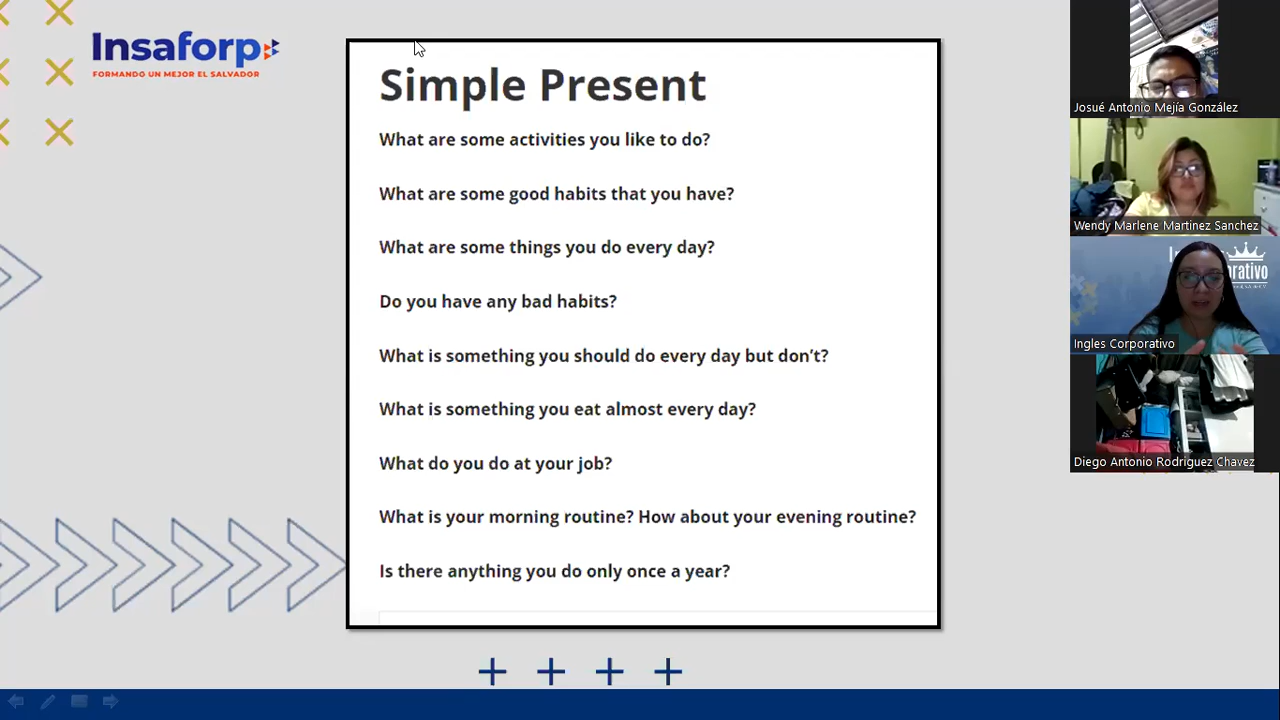 Insaforp
FORMANDO UN MEJOR EL SALVADOR
Simple Present
What are some activities you like to do?
What are some good habits that you have?
What are some things you do every day?
Do you have any bad habits?
What is something you should do every day but don't?
What is something you eat almost every day?
What do you do at your job?
What is your morning routine? How about your evening routine?
Is there anything you do only once a year?
Josué Antonio Mejía González
Wendy Marlene Martinez Sanchez
Ingles Corporativo
Diego Antonio Rodriguez Chavez